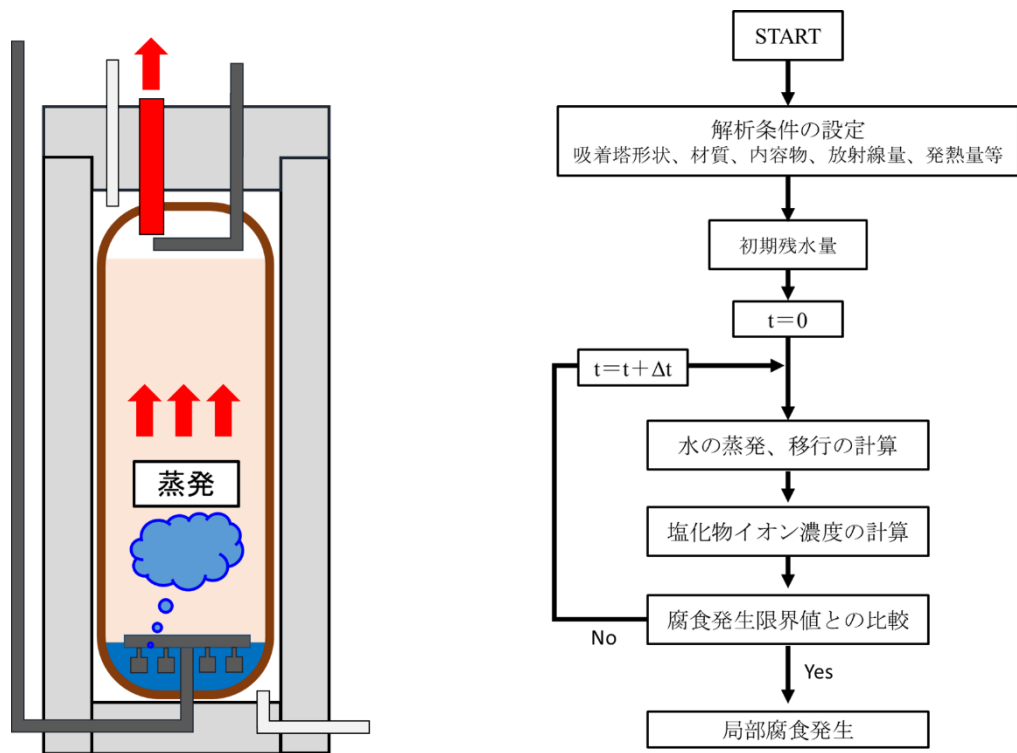 蒸発
START
解析条件の設定
吸着塔形状、材質、内容物、放射線量、発熱量等
初期残水量
t＝0
t＝t＋Δt
水の蒸発、移行の計算
塩化物イオン濃度の計算
腐食発生限界値との比較
No
Yes
局部腐食発生